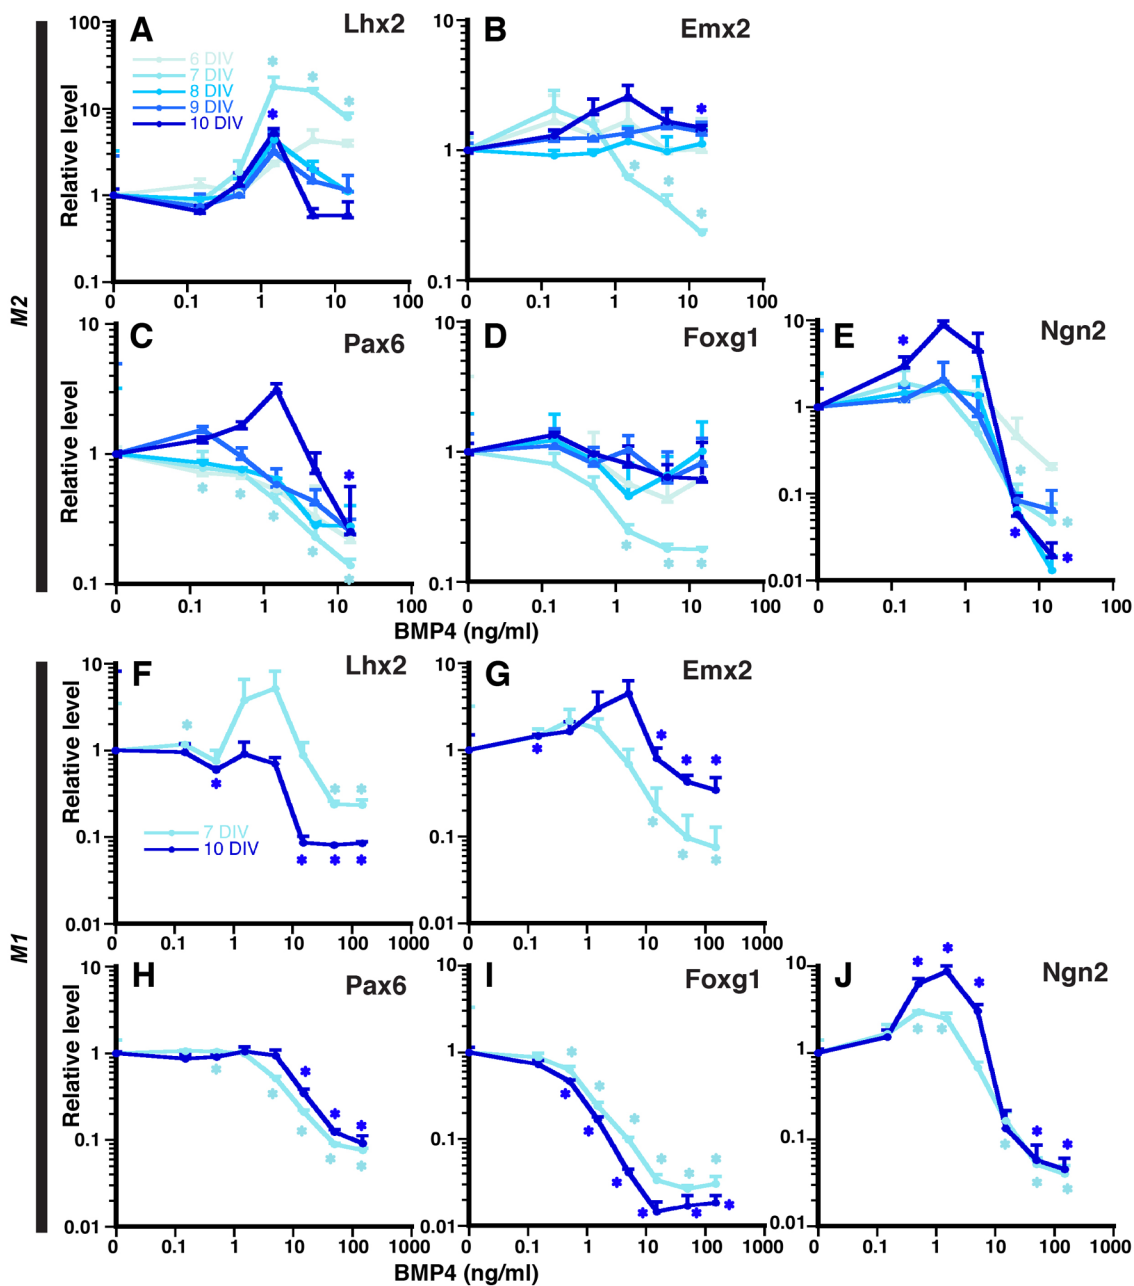 M2
A
Lhx2
6 DIV
7 DIV
8 DIV
9 DIV
10 DIV
Relative level
100
10
1
0.1
0 0.1 1 10 100
B
Emx2
10
1
0.1
0 0.1 1 10 100
C
Pax6
Relative level
10
1
0.1
0 0.1 1 10 100
D
Foxg1
10
1
0.1
0 0.1 1 10 100
E
Ngn2
10
1
0.1
0.01
0 0.1 1 10 100
BMP4 (ng/ml)
M1
F
Lhx2
7 DIV
10 DIV
Relative level
10
1
0.1
0.01
0 0.1 1 10 100 1000
G
Emx2
10
1
0.1
0.01
0 0.1 1 10 100 1000
H
Pax6
Relative level
10
1
0.1
0.01
0 0.1 1 10 100 1000
I
Foxg1
10
1
0.1
0.01
0 0.1 1 10 100 1000
J
Ngn2
10
1
0.1
0.01
0 0.1 1 10 100 1000
BMP4 (ng/ml)